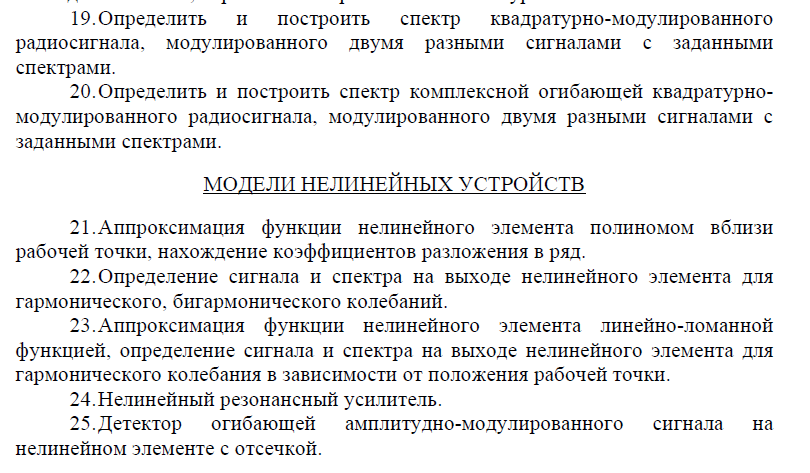 19.Определить и построить спектр квадратурно-модулированного
радиосигнала, модулированного двумя разными сигналами с заданными
спектрами.
20.Определить и построить спектр комплексной огибающей квадратурно-
модулированного радиосигнала, модулированного двумя разными сигналами с
заданными спектрами.
МОДЕЛИ НЕЛИНЕЙНЫХ УСТРОЙСТВ
21.Аппроксимация функции нелинейного элемента полиномом вблизи
рабочей точки, нахождение коэффициентов разложения в ряд.
22.Определение сигнала и спектра на выходе нелинейного элемента для
гармонического, бигармонического колебаний.
23.Аппроксимация функции нелинейного элемента линейно-ломанной
функцией, определение сигнала и спектра на выходе нелинейного элемента для
гармонического колебания в зависимости от положения рабочей точки.
24.Нелинейный резонансный усилитель.
25.Детектор огибающей амплитудно-модулированного сигнала на
нелинейном элементе с отсечкой.